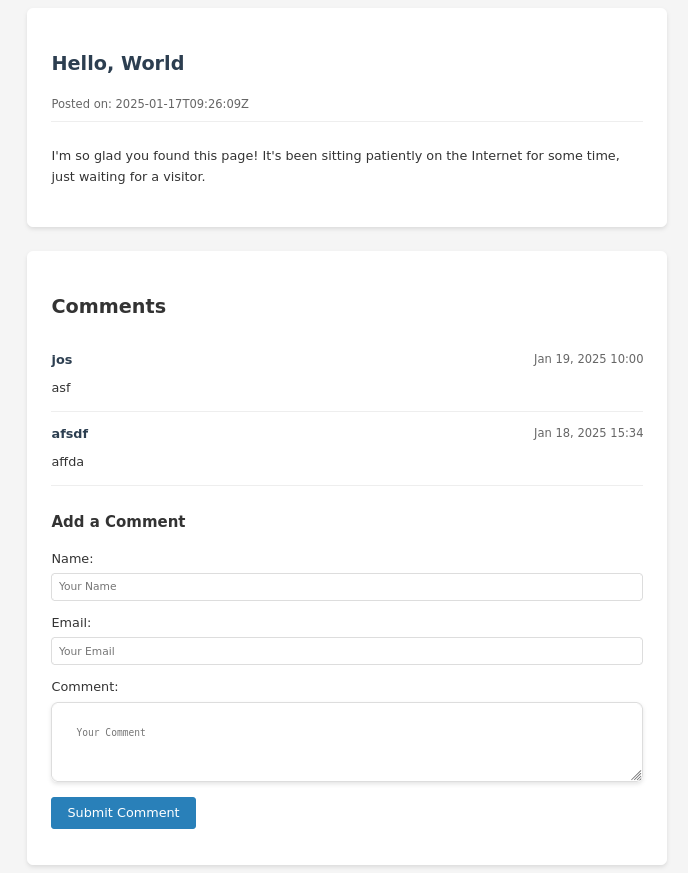 Hello, World
Posted on: 2025-01-17T09:26:09Z
I'm so glad you found this page! It's been sitting patiently on the Internet for some time,
just waiting for a visitor.
Comments
jos Jan 19, 2025 10:00
asf
afsdf Jan 18, 2025 15:34
affda
Add a Comment
Name:
Your Name
Email:
Your Email
Comment:
Your Comment
Submit Comment